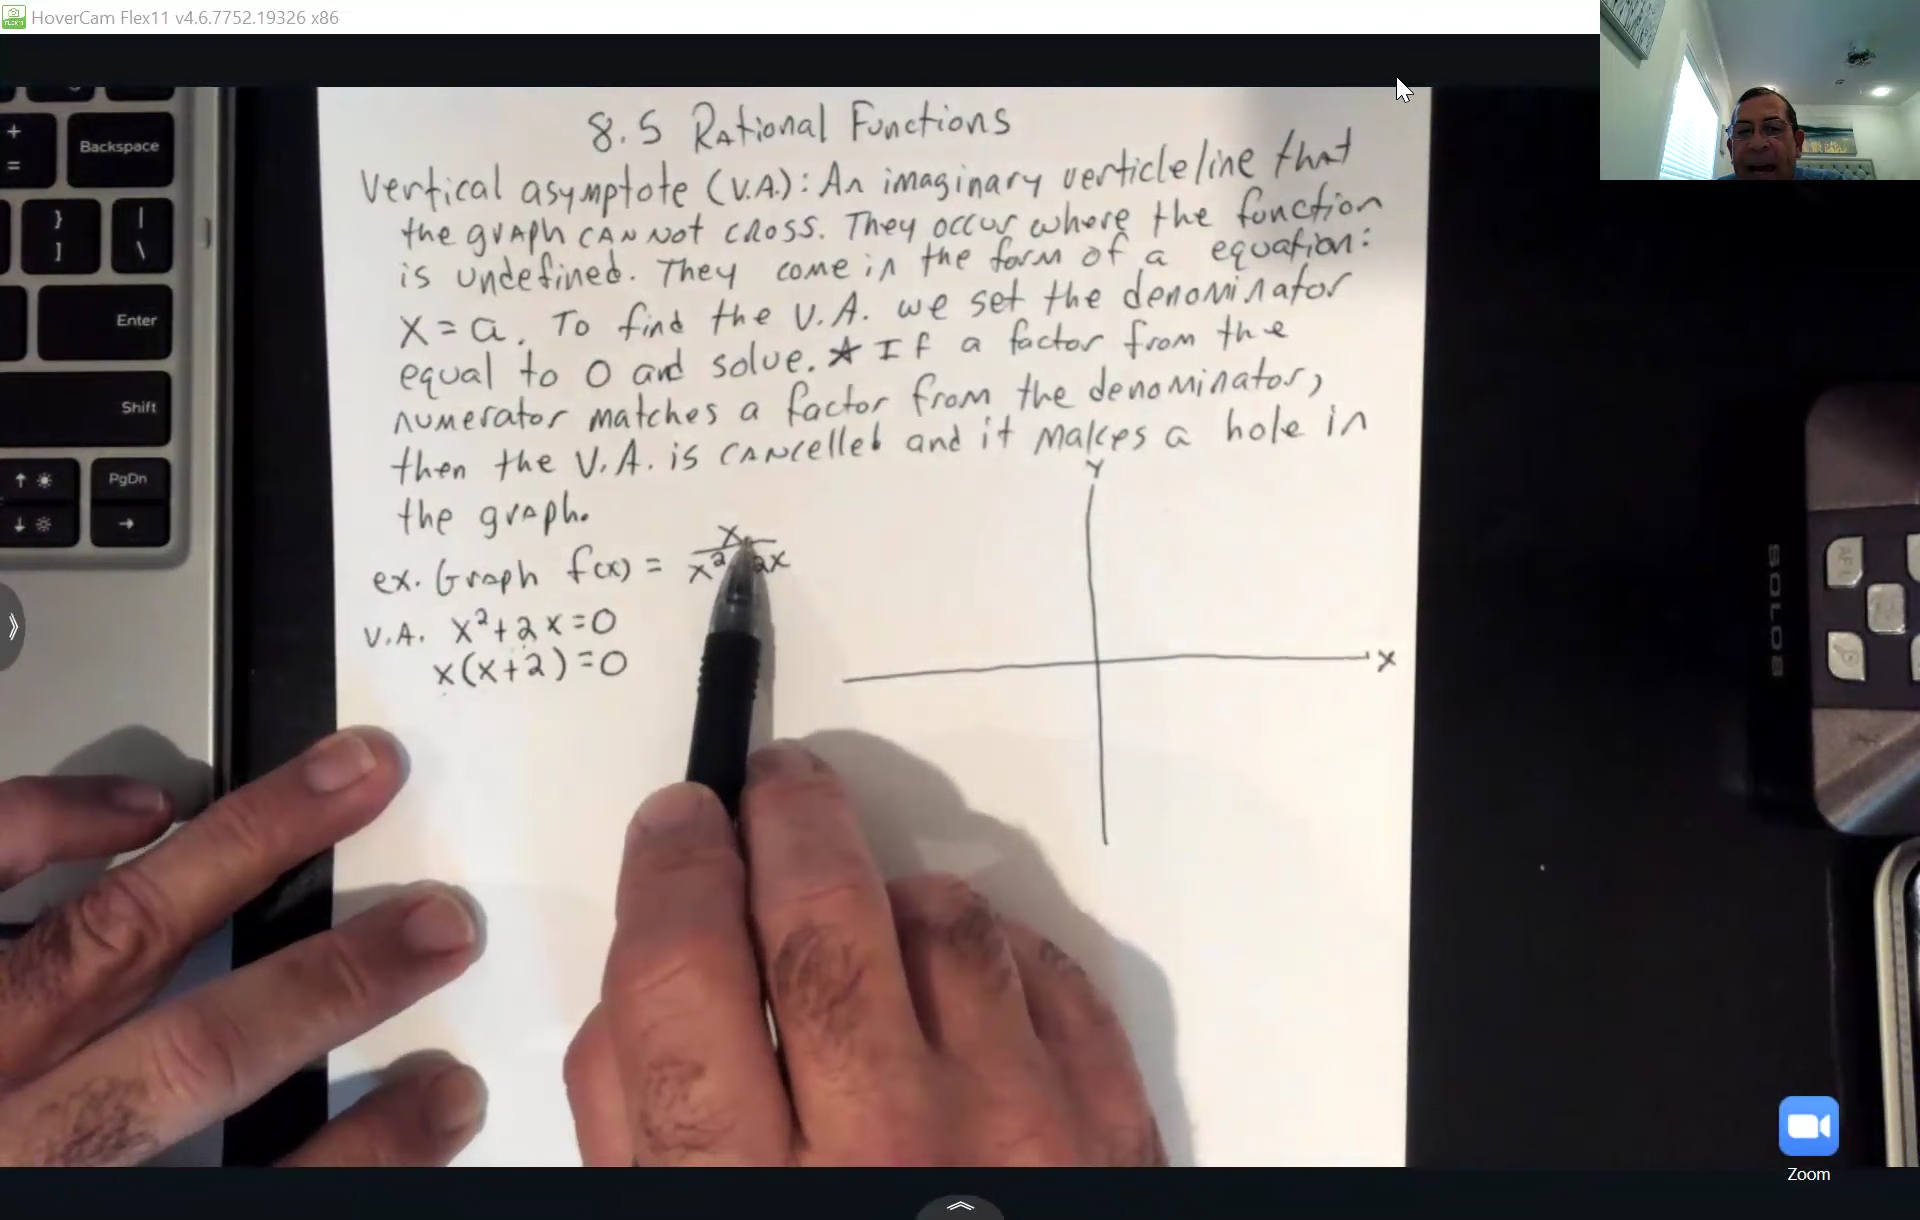 HoverCam Flex11 v4.6.7752.19326 x86
8.5 Rational Functions
Vertical asymptote (V.A.): An imaginary verticle line that
the graph cannot cross. They occur where the function
is undefined. They come in the form of a equation:
x = a. To find the V.A. we set the denominator
equal to 0 and solve. ★ If a factor from the
numerator matches a factor from the denominator,
then the V.A. is cancelled and it makes a hole in
the graph.
ex. Graph f(x) = x
x² 2x
V.A. x²+2x=0
x(x+2)=0
Y
X
+
=
Backspace
}
]
|
\
Enter
Shift
↑
PgDn
↓
→
SOLDB
Zoom